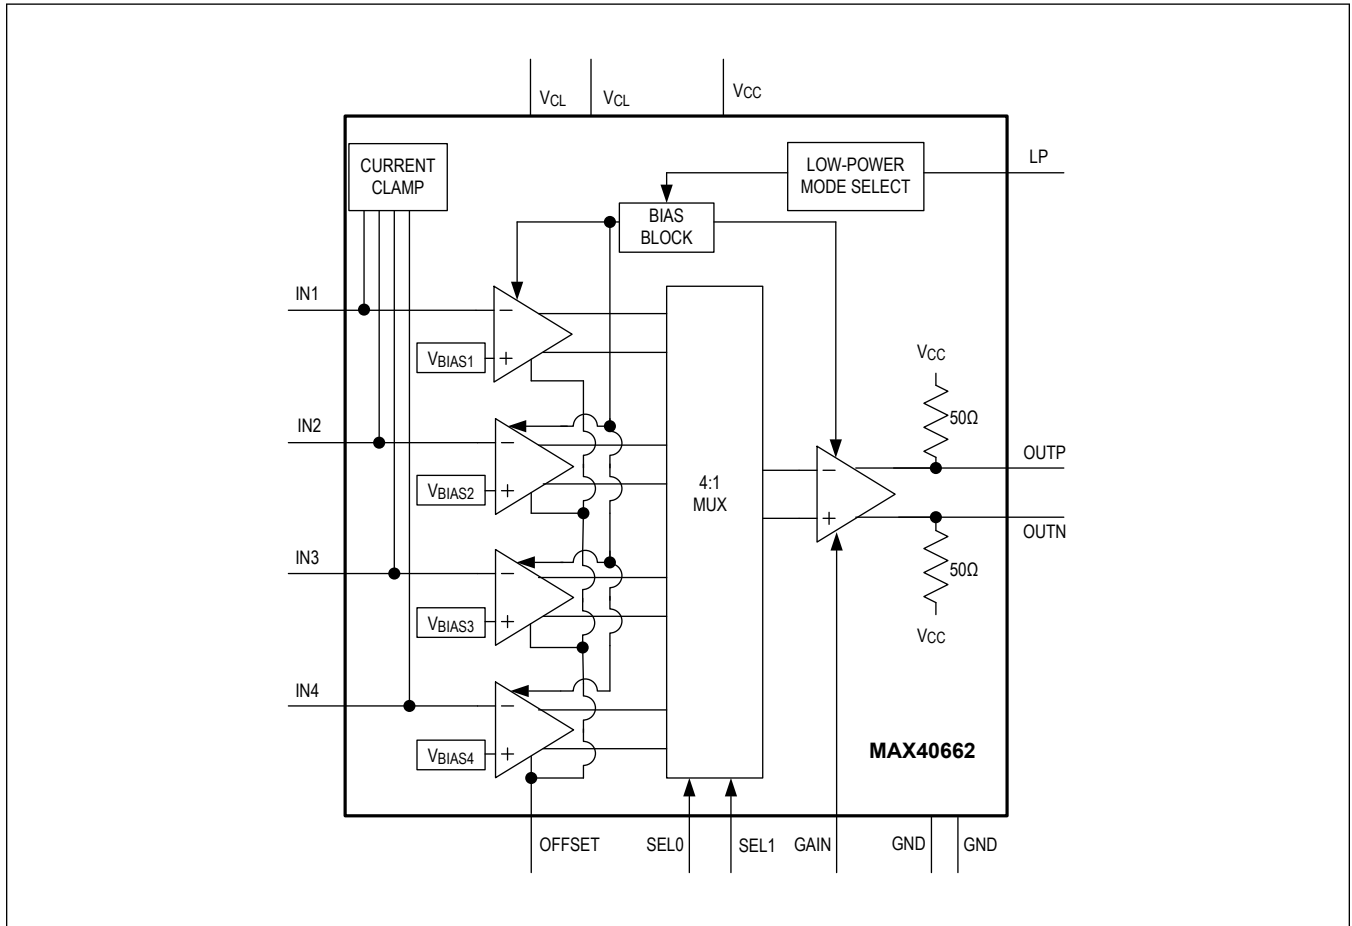 VCL
VCL
VCC
CURRENT
CLAMP
LOW-POWER
MODE SELECT
LP
BIAS
BLOCK
IN1
−
VBIAS1
+
VCC
50Ω
IN2
−
VBIAS2
+
OUTP
4:1
MUX
−
+
OUTN
IN3
−
50Ω
VBIAS3
+
VCC
IN4
−
VBIAS4
+
MAX40662
OFFSET
SEL0
SEL1
GAIN
GND
GND